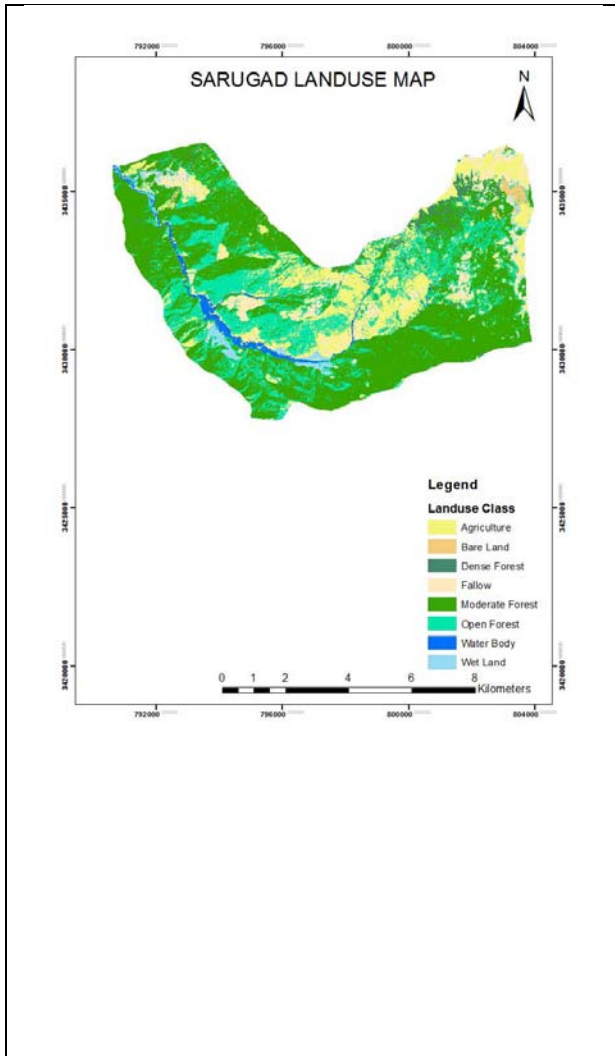 792000 796000 800000 804000
SARUGAD LANDUSE MAP
N
3435000 3435000
3430000 3430000
3425000 3425000
3420000 3420000
Legend
Landuse Class
Agriculture
Bare Land
Dense Forest
Fallow
Moderate Forest
Open Forest
Water Body
Wet Land
0 1 2 4 6 8
Kilometers
792000 796000 800000 804000